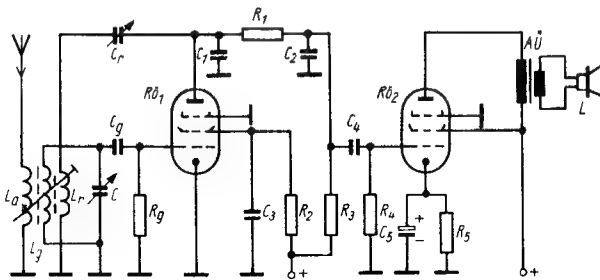 R₁
AÜ
Cᵣ
C₁
C₂
Rö₁
Rö₂
L
Cg
C₄
Lₐ
Lᵣ
C
Rg
C₃
R₂
R₃
R₄
C₅
+
−
R₅
Lg
+
+